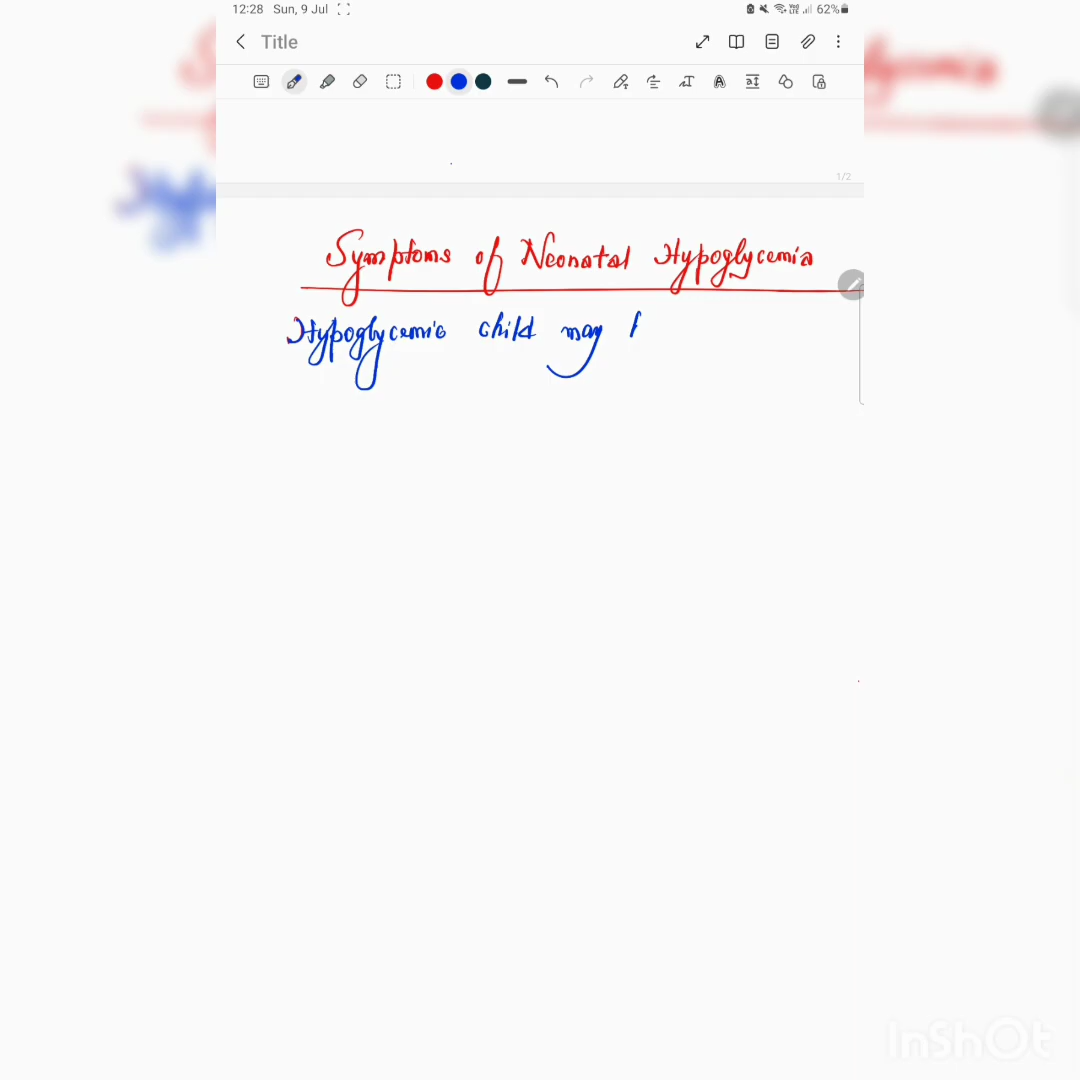 12:28 Sun, 9 Jul 62%
Title
1/2
Symptoms of Neonatal Hypoglycemia
Hypoglycemic child may
InShOt